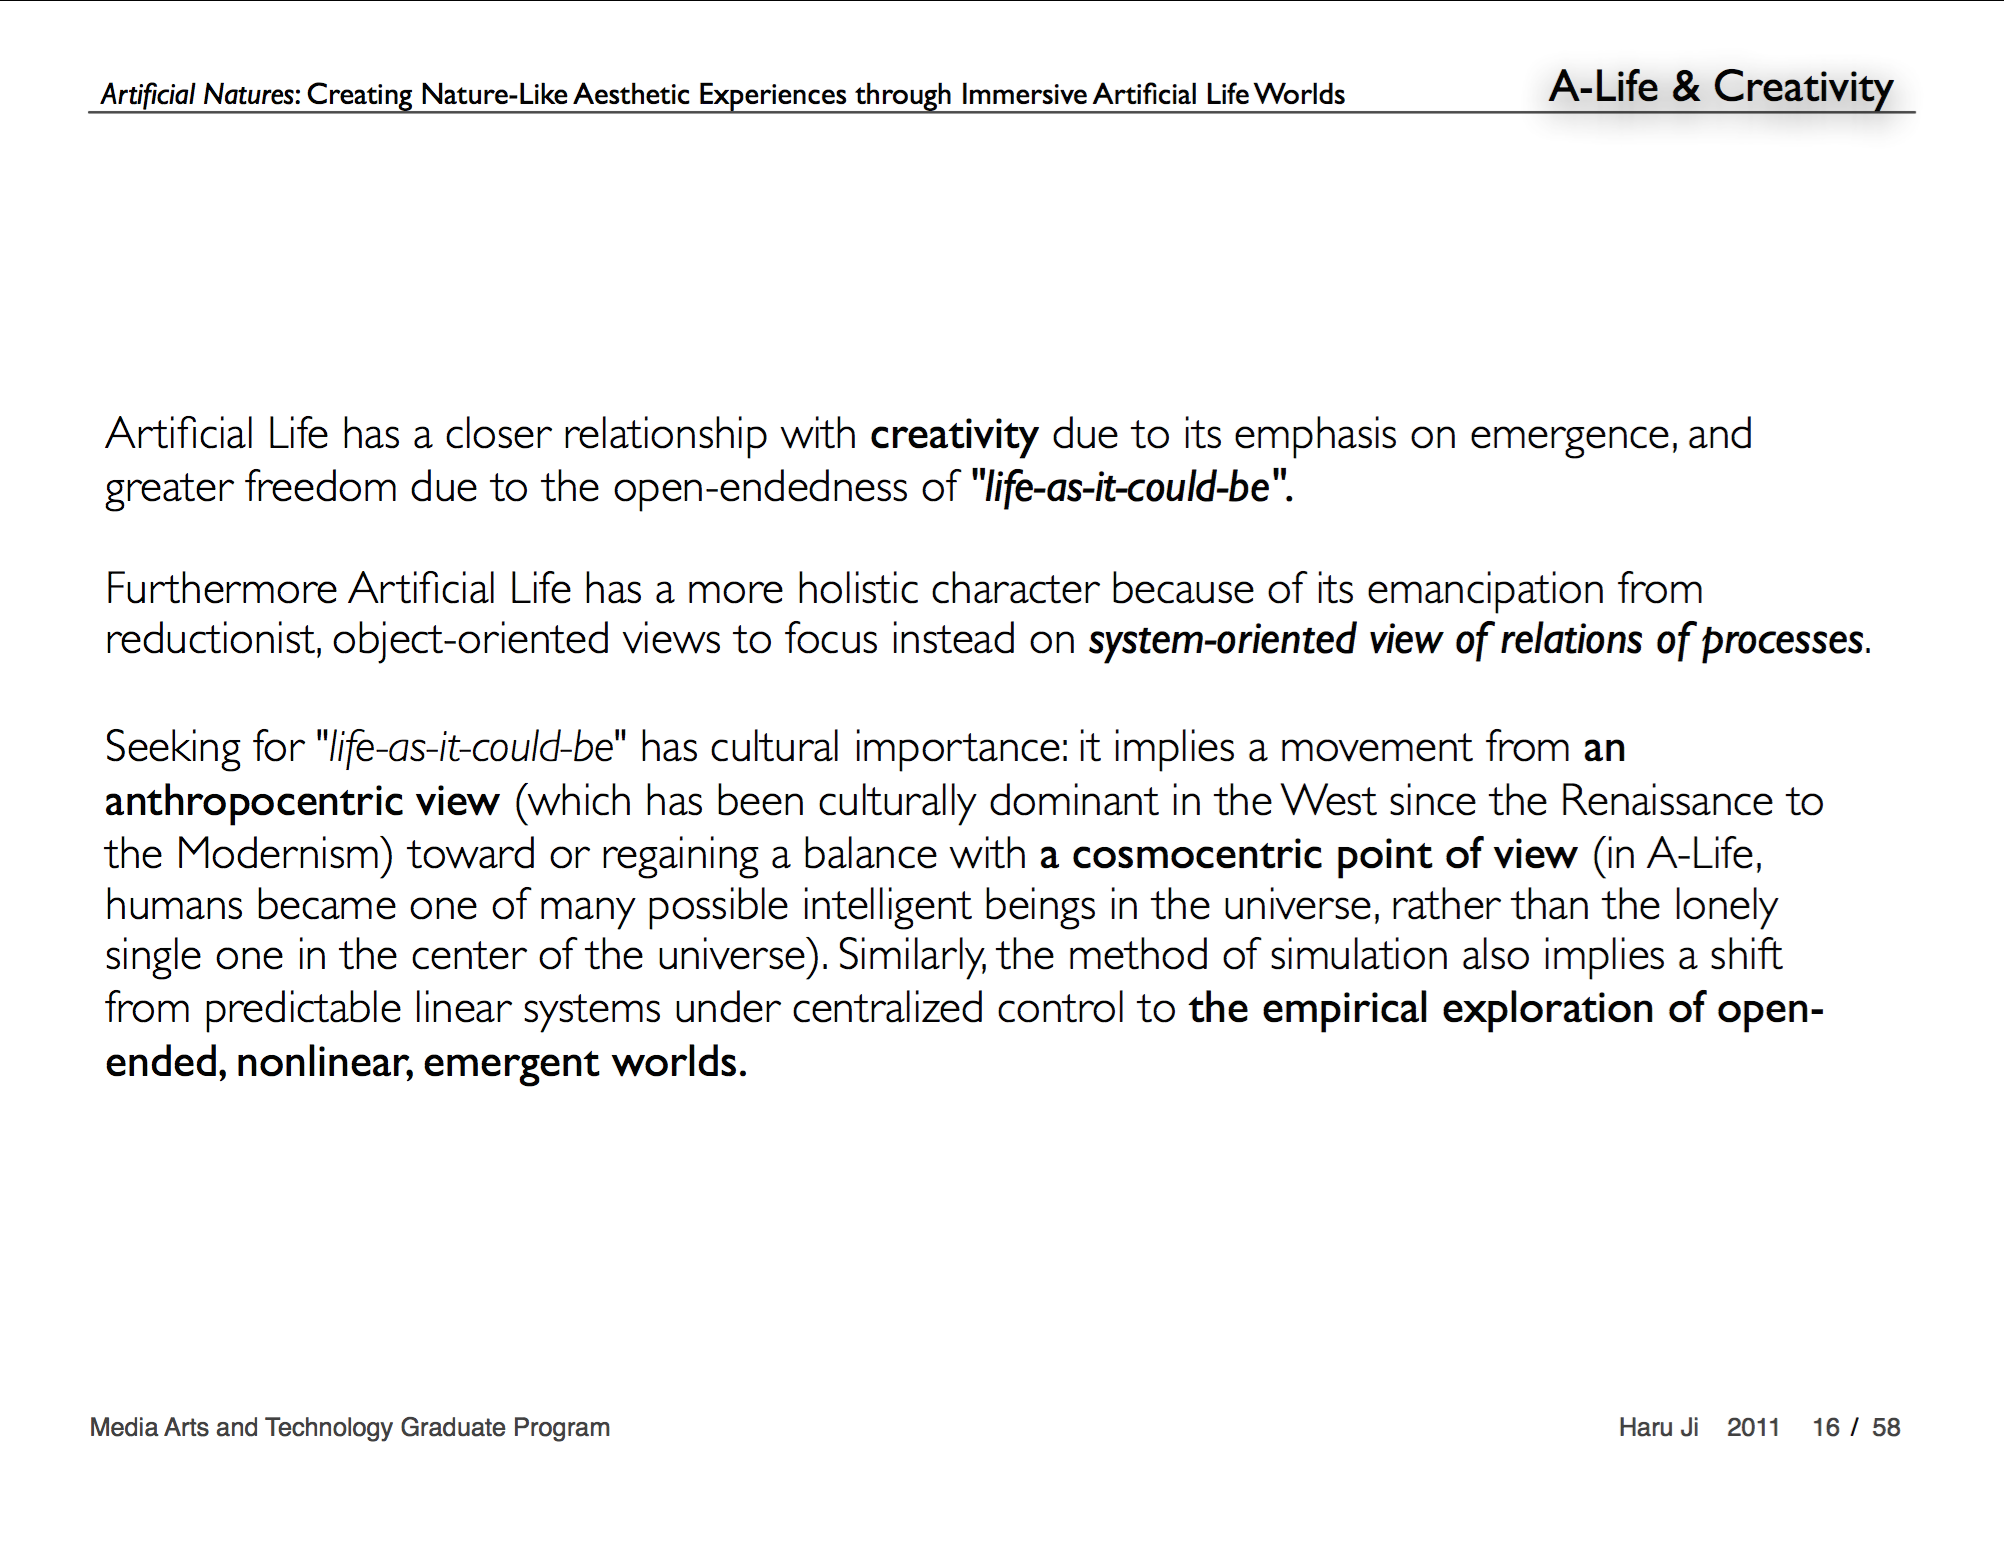 Artificial Natures: Creating Nature-Like Aesthetic Experiences through Immersive Artificial Life Worlds
A-Life & Creativity
Artificial Life has a closer relationship with creativity due to its emphasis on emergence, and
greater freedom due to the open-endedness of "life-as-it-could-be".
Furthermore Artificial Life has a more holistic character because of its emancipation from
reductionist, object-oriented views to focus instead on system-oriented view of relations of processes.
Seeking for "life-as-it-could-be" has cultural importance: it implies a movement from an
anthropocentric view (which has been culturally dominant in the West since the Renaissance to
the Modernism) toward or regaining a balance with a cosmocentric point of view (in A-Life,
humans became one of many possible intelligent beings in the universe, rather than the lonely
single one in the center of the universe). Similarly, the method of simulation also implies a shift
from predictable linear systems under centralized control to the empirical exploration of open-
ended, nonlinear, emergent worlds.
Media Arts and Technology Graduate Program
Haru Ji 2011 16 / 58